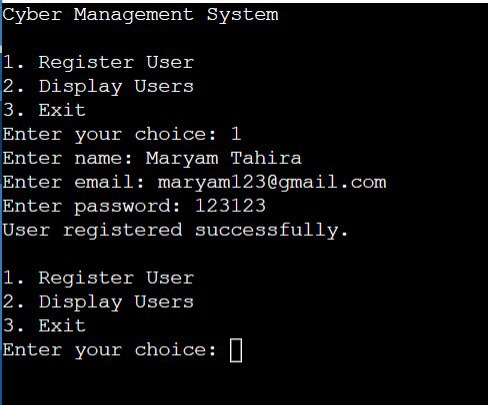 Cyber Management System
1. Register User
2. Display Users
3. Exit
Enter your choice: 1
Enter name: Maryam Tahira
Enter email: maryam123@gmail.com
Enter password: 123123
User registered successfully.
1. Register User
2. Display Users
3. Exit
Enter your choice: